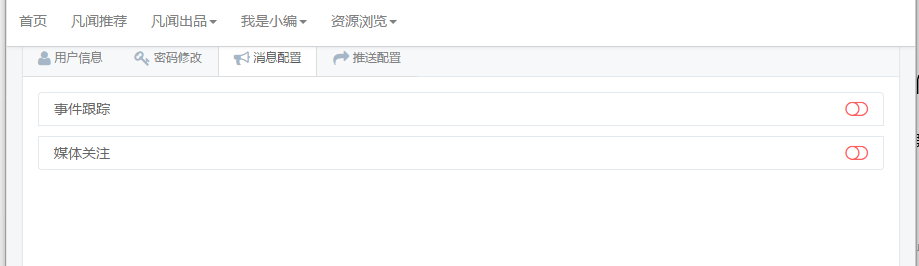 首页 凡闻推荐 凡闻出品 我是小编 资源浏览
用户信息 密码修改 消息配置 推送配置
事件跟踪
媒体关注